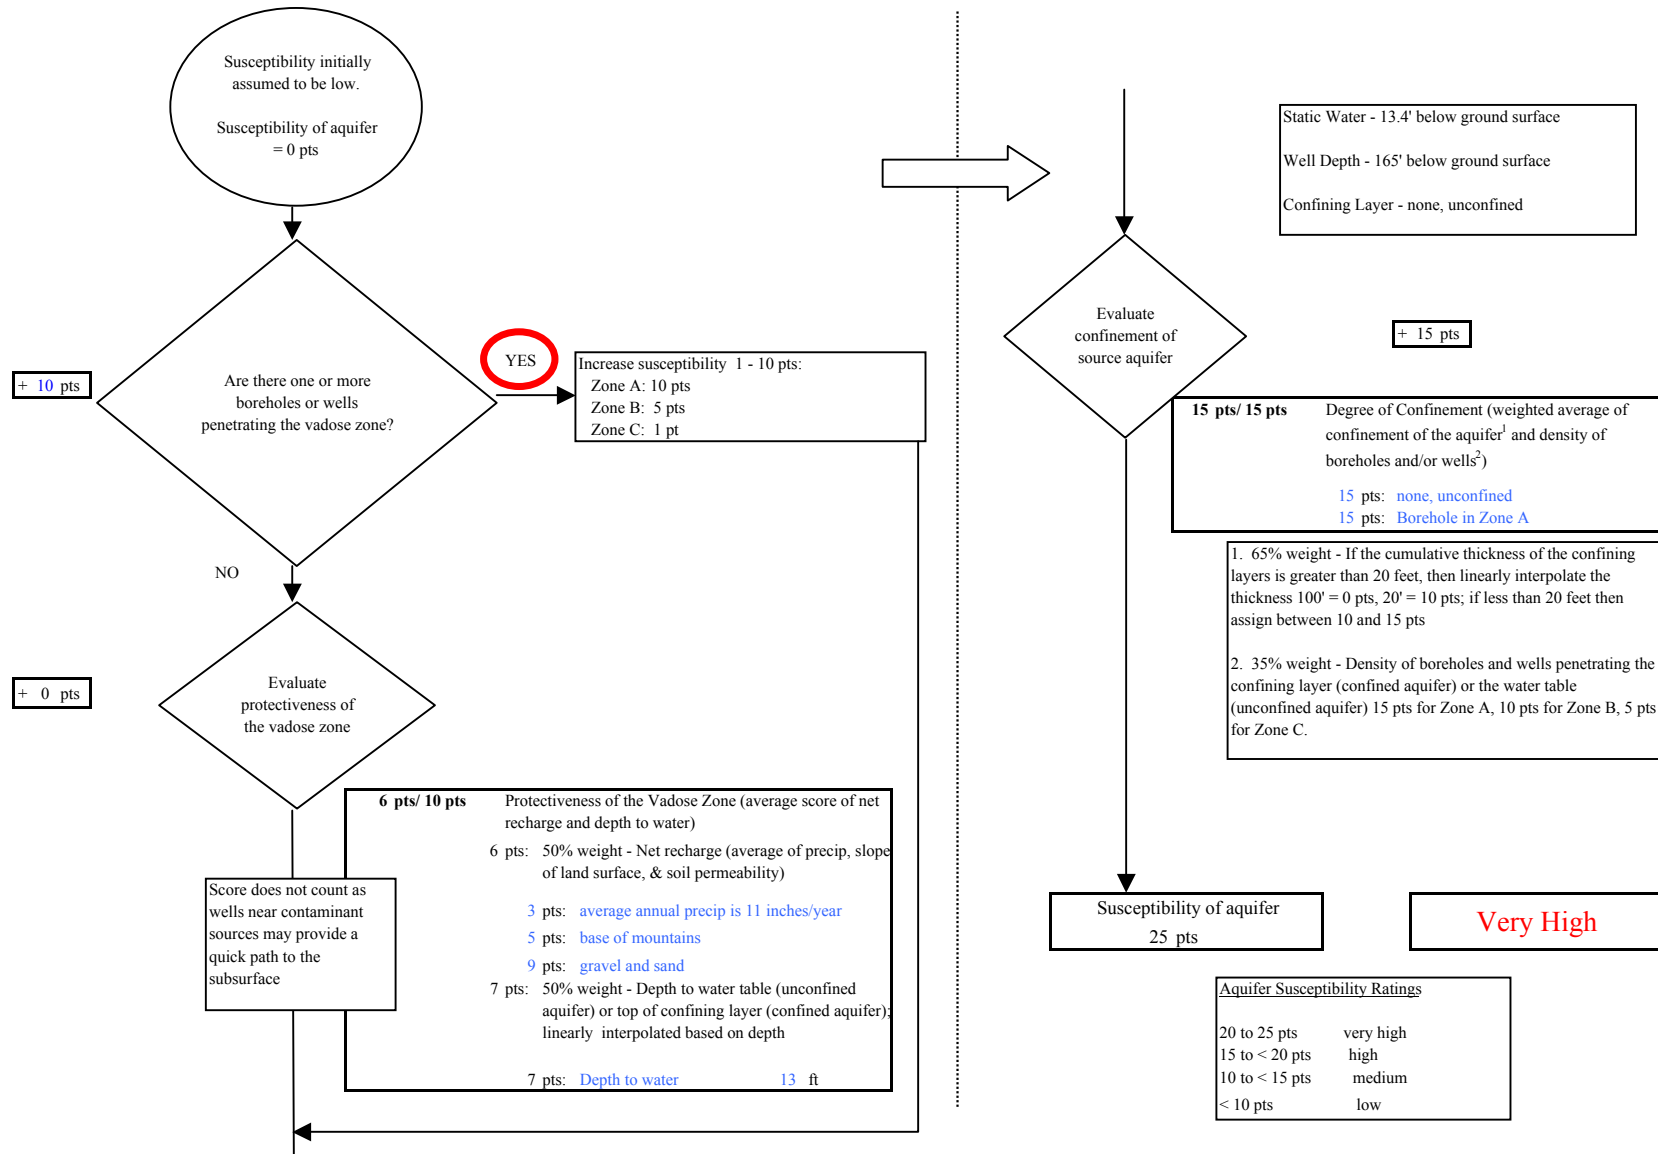 Susceptibility initially
assumed to be low.
Susceptibility of aquifer
= 0 pts
+ 10 pts
Are there one or more
boreholes or wells
penetrating the vadose zone?
YES
Increase susceptibility 1 - 10 pts:
Zone A: 10 pts
Zone B: 5 pts
Zone C: 1 pt
NO
+ 0 pts
Evaluate
protectiveness of
the vadose zone
6 pts/ 10 pts Protectiveness of the Vadose Zone (average score of net
recharge and depth to water)
6 pts: 50% weight - Net recharge (average of precip, slope
of land surface, & soil permeability)
3 pts: average annual precip is 11 inches/year
5 pts: base of mountains
9 pts: gravel and sand
7 pts: 50% weight - Depth to water table (unconfined
aquifer) or top of confining layer (confined aquifer);
linearly interpolated based on depth
7 pts: Depth to water 13 ft
Score does not count as
wells near contaminant
sources may provide a
quick path to the
subsurface
Static Water - 13.4' below ground surface
Well Depth - 165' below ground surface
Confining Layer - none, unconfined
Evaluate
confinement of
source aquifer
+ 15 pts
15 pts/ 15 pts Degree of Confinement (weighted average of
confinement of the aquifer1 and density of
boreholes and/or wells2)
15 pts: none, unconfined
15 pts: Borehole in Zone A
1. 65% weight - If the cumulative thickness of the confining
layers is greater than 20 feet, then linearly interpolate the
thickness 100' = 0 pts, 20' = 10 pts; if less than 20 feet then
assign between 10 and 15 pts
2. 35% weight - Density of boreholes and wells penetrating the
confining layer (confined aquifer) or the water table
(unconfined aquifer) 15 pts for Zone A, 10 pts for Zone B, 5 pts
for Zone C.
Susceptibility of aquifer
25 pts
Very High
Aquifer Susceptibility Ratings
20 to 25 pts very high
15 to < 20 pts high
10 to < 15 pts medium
< 10 pts low